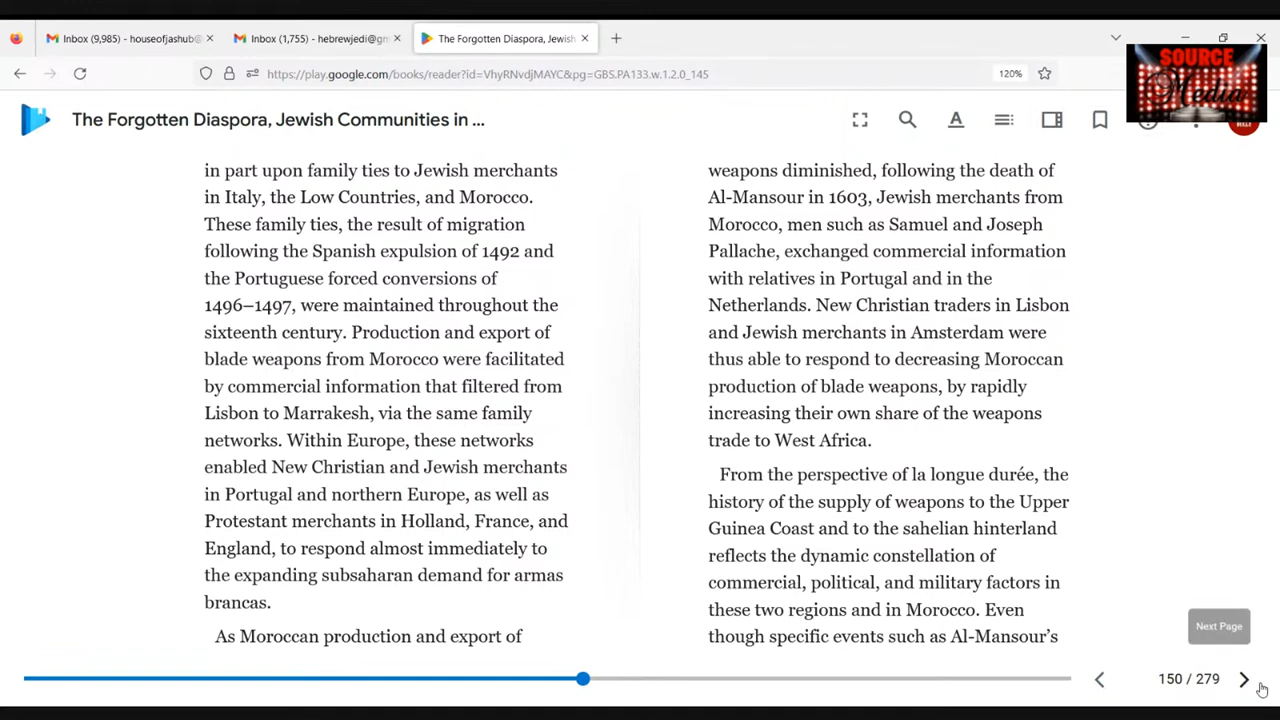 Inbox (9,985) - houseofjashub@
Inbox (1,755) - hebrewjedi@gm
The Forgotten Diaspora, Jewish
https://play.google.com/books/reader?id=VhyRNvdjMAYC&pg=GBS.PA133.w.1.2.0_145
120%
SOURCE
Media
The Forgotten Diaspora, Jewish Communities in ...
in part upon family ties to Jewish merchants
in Italy, the Low Countries, and Morocco.
These family ties, the result of migration
following the Spanish expulsion of 1492 and
the Portuguese forced conversions of
1496–1497, were maintained throughout the
sixteenth century. Production and export of
blade weapons from Morocco were facilitated
by commercial information that filtered from
Lisbon to Marrakesh, via the same family
networks. Within Europe, these networks
enabled New Christian and Jewish merchants
in Portugal and northern Europe, as well as
Protestant merchants in Holland, France, and
England, to respond almost immediately to
the expanding subsaharan demand for armas
brancas.
As Moroccan production and export of
weapons diminished, following the death of
Al-Mansour in 1603, Jewish merchants from
Morocco, men such as Samuel and Joseph
Pallache, exchanged commercial information
with relatives in Portugal and in the
Netherlands. New Christian traders in Lisbon
and Jewish merchants in Amsterdam were
thus able to respond to decreasing Moroccan
production of blade weapons, by rapidly
increasing their own share of the weapons
trade to West Africa.
From the perspective of la longue durée, the
history of the supply of weapons to the Upper
Guinea Coast and to the sahelian hinterland
reflects the dynamic constellation of
commercial, political, and military factors in
these two regions and in Morocco. Even
though specific events such as Al-Mansour's
Next Page
150 / 279